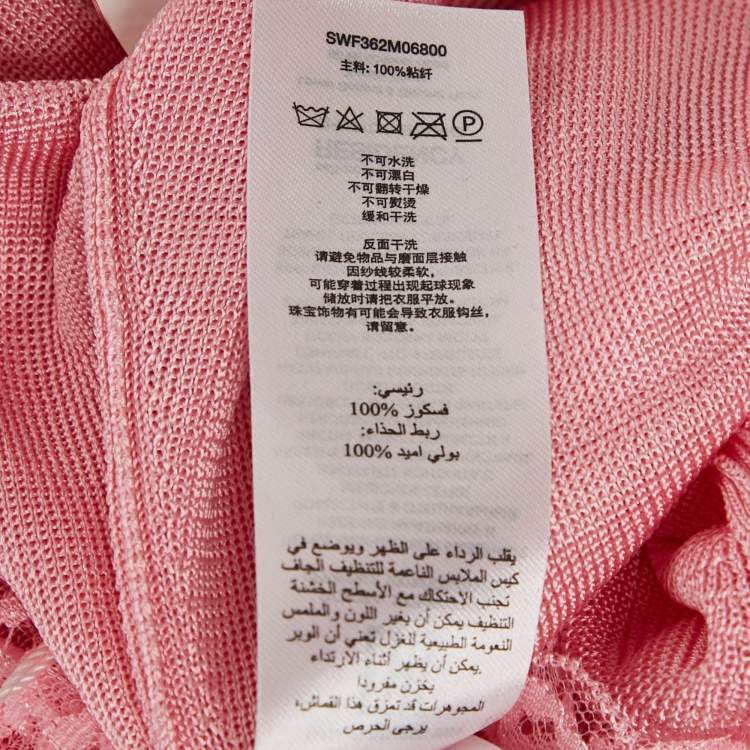 SWF362M06800
主料: 100%粘纤
P
不可水洗
不可漂白
不可翻转干燥
不可熨烫
缓和干洗
反面干洗
请避免物品与磨面层接触
因纱线较柔软,
可能穿着过程出现起球现象
储放时请把衣服平放。
珠宝饰物有可能会导致衣服钩丝,
请留意。
رئيسي:
فسكوز %100
ربط الحذاء:
بولي اميد %100
يقلب الرداء على الظهر ويوضع في
كيس الملابس الناعمة للتنظيف الجاف
تجنب الاحتكاك مع الأسطح الخشنة
التنظيف يمكن أن يغير اللون والملمس
النعومة الطبيعية للغزل تعني أن الوبر
يمكن أن يظهر أثناء الارتداء
يخزن مفرودا
المجوهرات قد تمزق هذا القماش،
يرجى الحرص